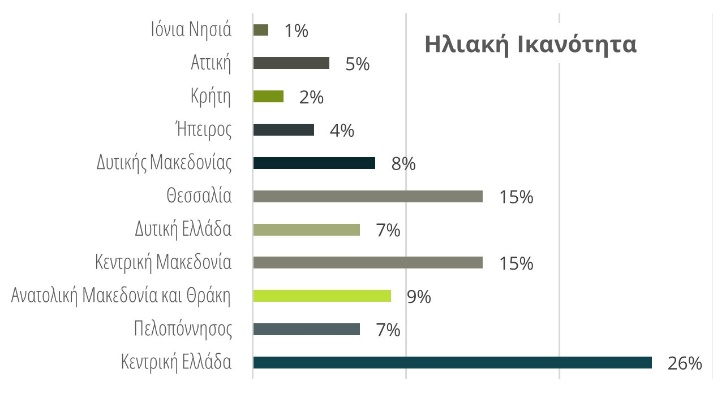 Ηλιακή Ικανότητα
Ιόνια Νησιά 1%
Αττική 5%
Κρήτη 2%
Ήπειρος 4%
Δυτικής Μακεδονίας 8%
Θεσσαλία 15%
Δυτική Ελλάδα 7%
Κεντρική Μακεδονία 15%
Ανατολική Μακεδονία και Θράκη 9%
Πελοπόννησος 7%
Κεντρική Ελλάδα 26%